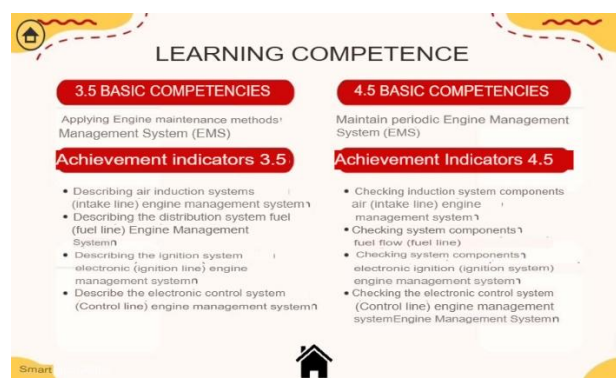 LEARNING COMPETENCE
3.5 BASIC COMPETENCIES
Applying Engine maintenance methods
Management System (EMS)
Achievement indicators 3.5
• Describing air induction systems
(intake line) engine management system
• Describing the distribution system fuel
(fuel line) Engine Management
System
• Describing the ignition system
electronic (ignition line) engine
management system
• Describe the electronic control system
(Control line) engine management system
4.5 BASIC COMPETENCIES
Maintain periodic Engine Management
System (EMS)
Achievement Indicators 4.5
• Checking induction system components
air (intake line) engine
management system
• Checking system components
fuel flow (fuel line)
• Checking system components
electronic ignition (ignition system)
engine management system
• Checking the electronic control system
(Control line) engine management
systemEngine Management System
Smart